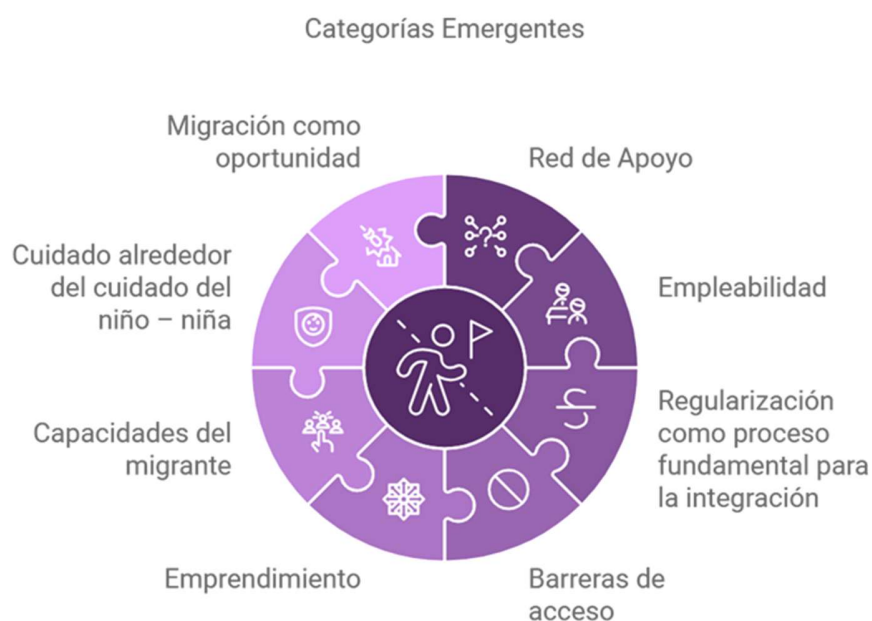 Categorías Emergentes
Migración como
oportunidad
Red de Apoyo
Cuidado alrededor
del cuidado del
niño – niña
Empleabilidad
Capacidades del
migrante
Regularización
como proceso
fundamental para
la integración
Emprendimiento
Barreras de
acceso